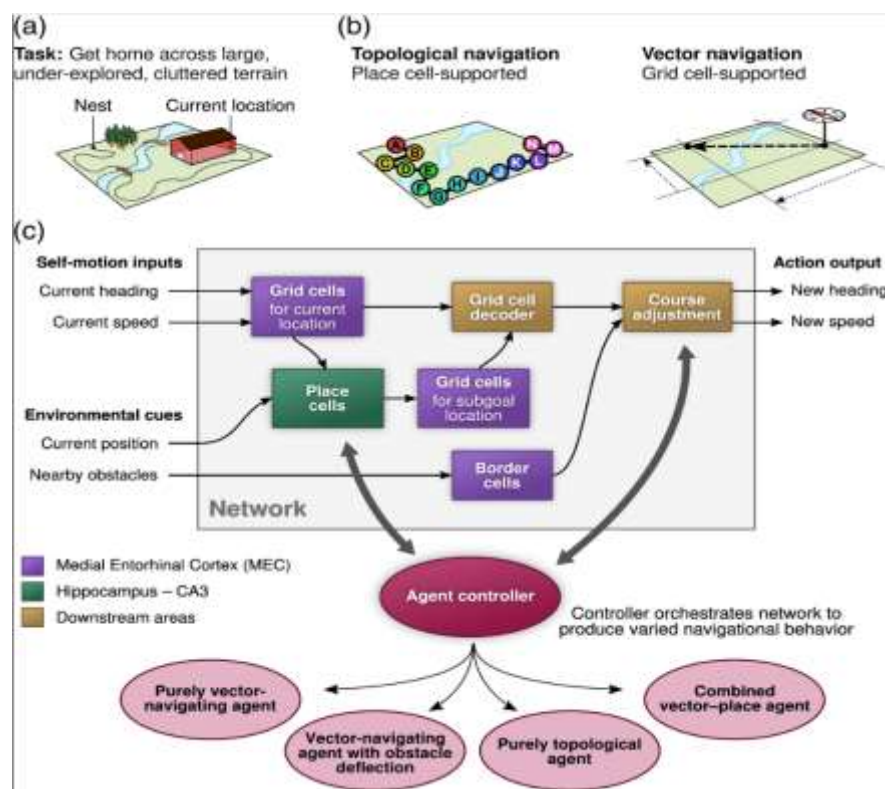 (a)
Task: Get home across large,
under-explored, cluttered terrain
Nest
Current location
(b)
Topological navigation
Place cell-supported
A
B
C
D
E
F
G
H
I
J
K
L
M
N
Vector navigation
Grid cell-supported
(c)
Self-motion inputs
Current heading
Current speed
Environmental cues
Current position
Nearby obstacles
Grid cells
for current
location
Grid cell
decoder
Course
adjustment
Place
cells
Grid cells
for subgoal
location
Border
cells
Network
Action output
New heading
New speed
Medial Entorhinal Cortex (MEC)
Hippocampus – CA3
Downstream areas
Agent controller
Controller orchestrates network to
produce varied navigational behavior
Purely vector-
navigating agent
Vector-navigating
agent with obstacle
deflection
Purely topological
agent
Combined
vector–place agent